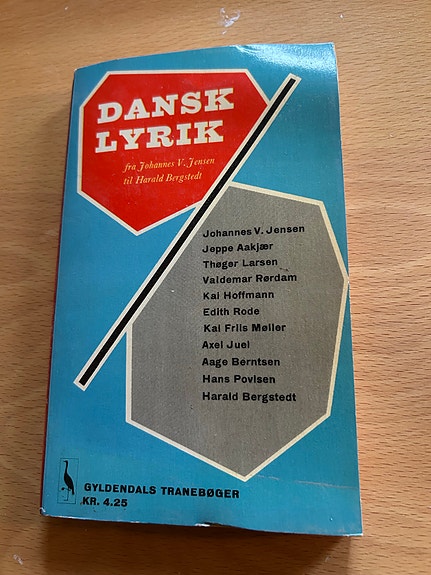 DANSK
LYRIK
fra Johannes V. Jensen
til Harald Bergstedt
Johannes V. Jensen
Jeppe Aakjær
Thøger Larsen
Valdemar Rørdam
Kai Hoffmann
Edith Rode
Kai Friis Møller
Axel Juel
Aage Berntsen
Hans Povlsen
Harald Bergstedt
GYLDENDALS TRANEBØGER
KR. 4.25